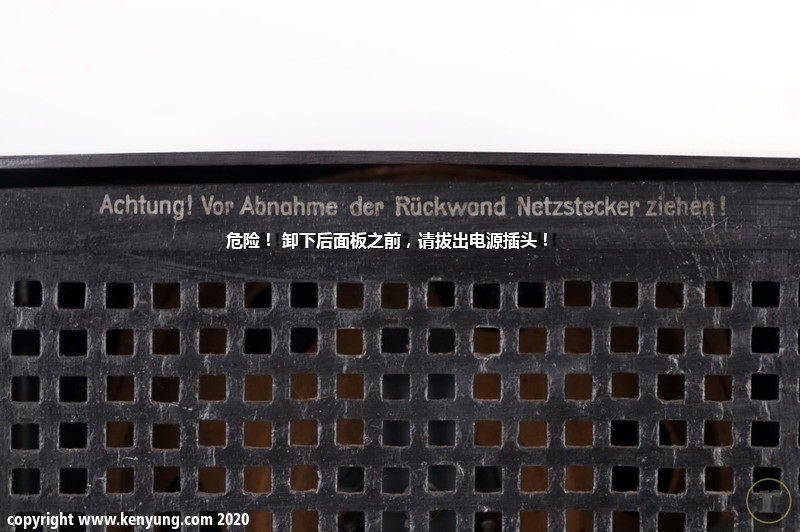 Achtung! Vor Abnahme der Rückwand Netzstecker ziehen!
危险！ 卸下后面板之前，请拔出电源插头！
copyright www.kenyung.com 2020